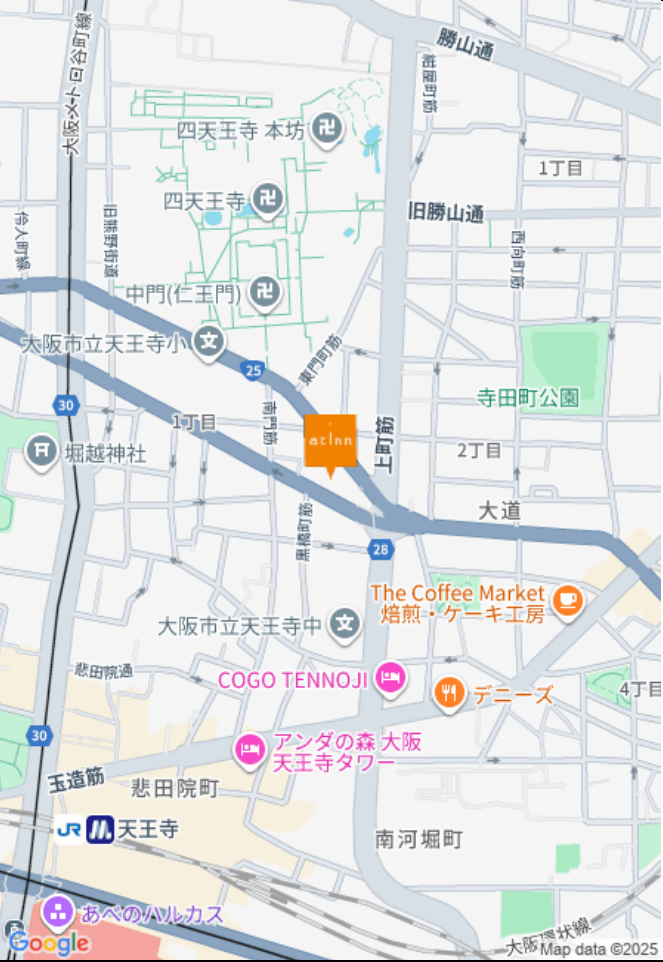 勝山通
大阪メトロ谷町線
紺屋町筋
四天王寺 本坊
1丁目
四天王寺
旧勝山通
伶人町線
旧熊野街道
西向町筋
中門(仁王門)
大阪市立天王寺小
東門町筋
25
寺田町公園
30
南門筋
1丁目
at Inn
上町筋
堀越神社
2丁目
大道
黒橋町筋
28
The Coffee Market
焙煎・ケーキ工房
大阪市立天王寺中
悲田院通
COGO TENNOJI
デニーズ
4丁目
30
アンダの森 大阪
天王寺タワー
玉造筋
悲田院町
JR
天王寺
南河堀町
あべのハルカス
大阪環状線
Google
Map data ©2025